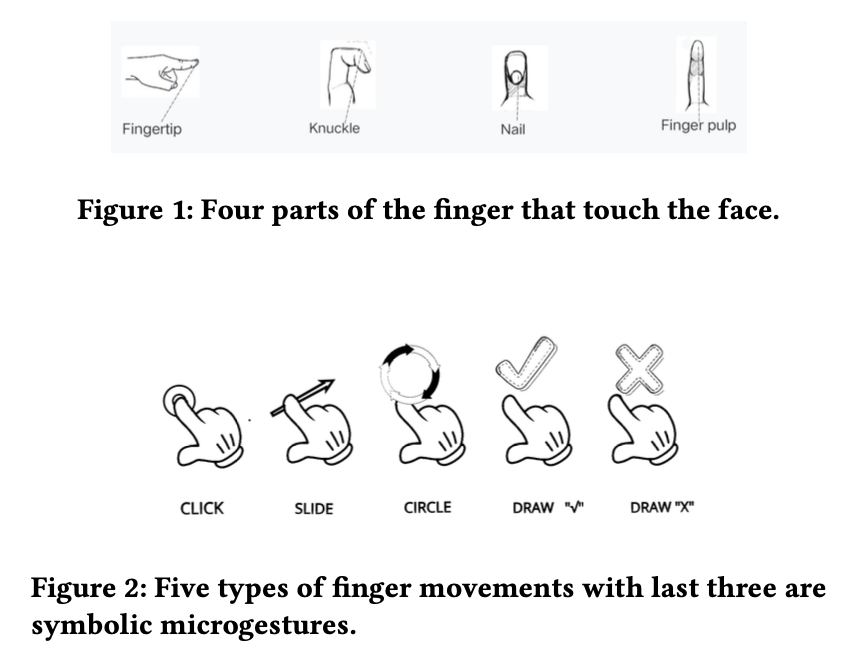 Fingertip Knuckle Nail Finger pulp
Figure 1: Four parts of the finger that touch the face.
CLICK SLIDE CIRCLE DRAW "√" DRAW "X"
Figure 2: Five types of finger movements with last three are
symbolic microgestures.